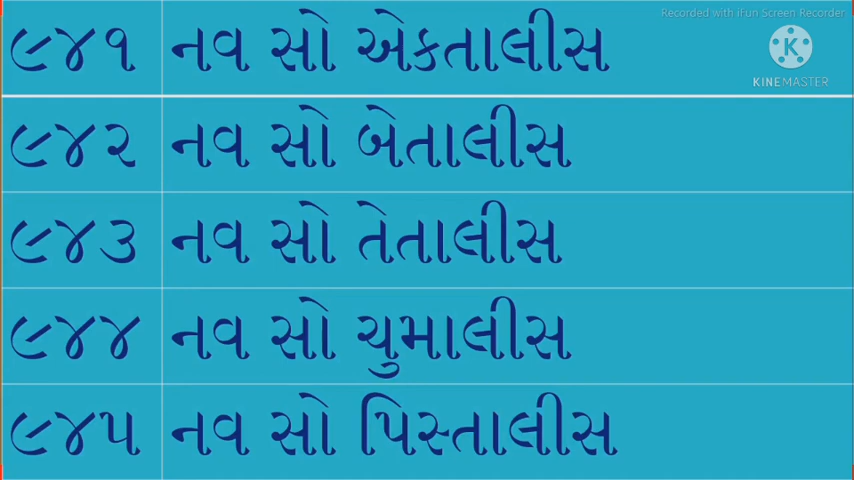 Recorded with iFun Screen Recorder
KINEMASTER
૯૪૧ નવ સો એકતાલીસ
૯૪૨ નવ સો બેતાલીસ
૯૪૩ નવ સો તેતાલીસ
૯૪૪ નવ સો ચુમાલીસ
૯૪૫ નવ સો પિસ્તાલીસ